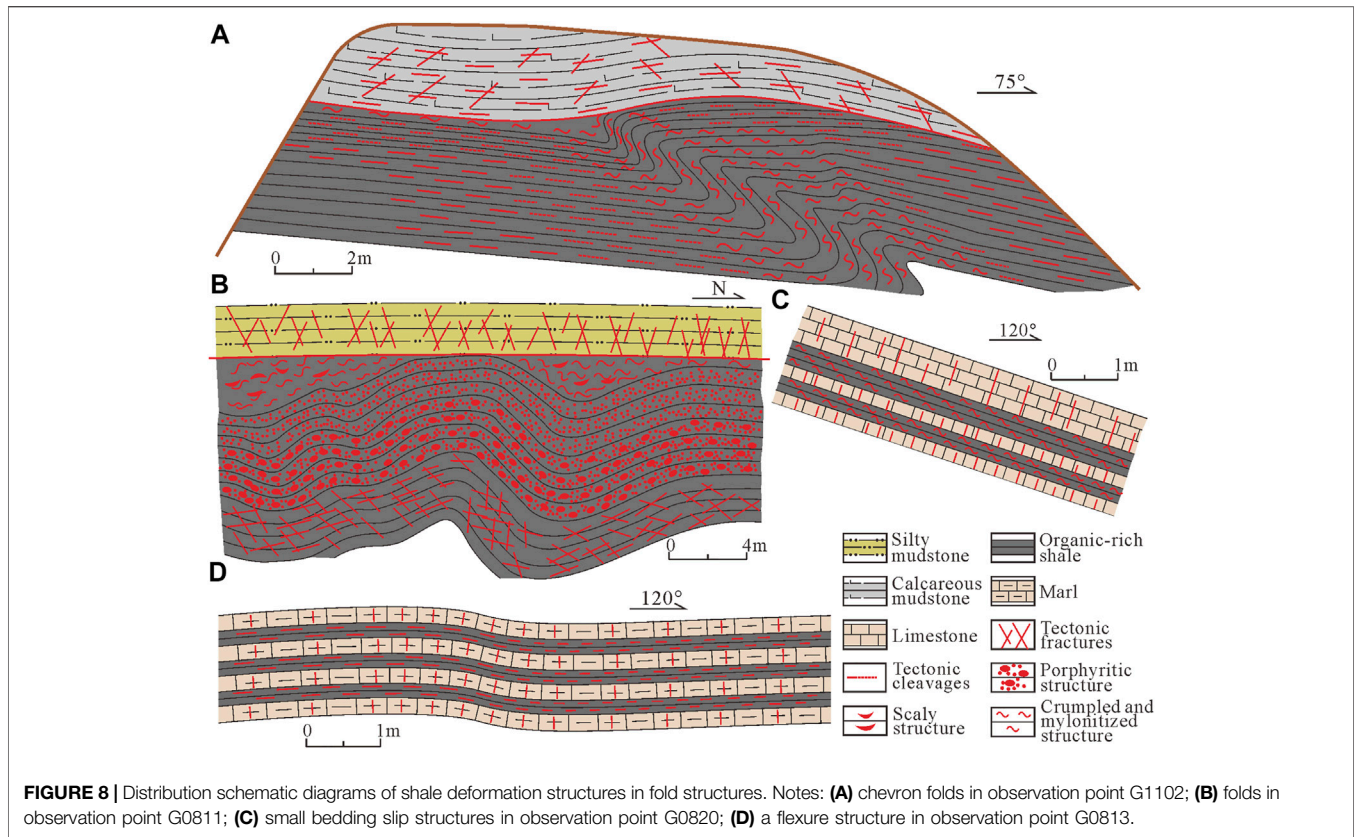 A
75°
0 2m
B
N
C
120°
0 1m
0 4m
D
120°
0 1m
Silty mudstone
Organic-rich shale
Calcareous mudstone
Marl
Limestone
Tectonic fractures
Tectonic cleavages
Porphyritic structure
Scaly structure
Crumpled and mylonitized structure
FIGURE 8 | Distribution schematic diagrams of shale deformation structures in fold structures. Notes: (A) chevron folds in observation point G1102; (B) folds in
observation point G0811; (C) small bedding slip structures in observation point G0820; (D) a flexure structure in observation point G0813.